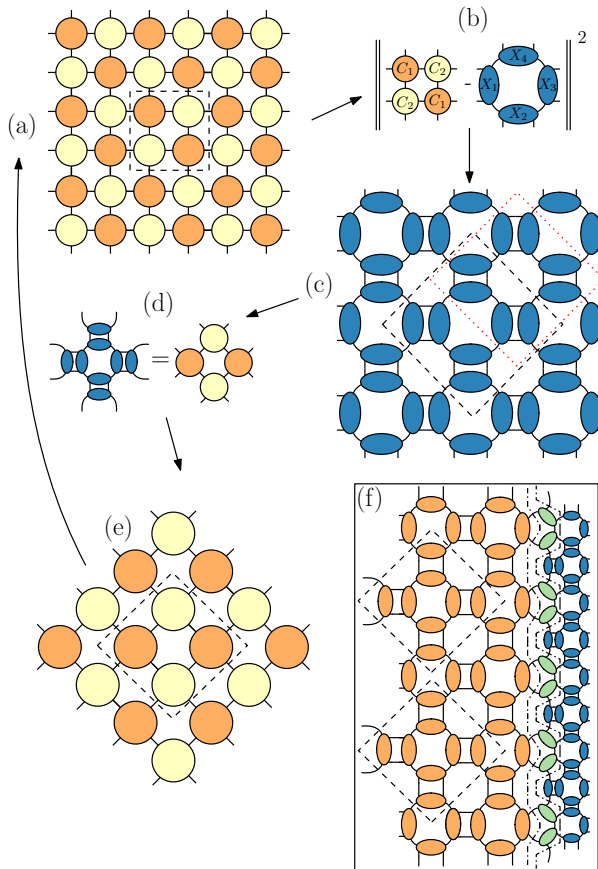 (a)
(b)
C₁ C₂
C₂ C₁
-
X₁ X₄ X₃ X₂
2
(c)
(d)
=
(e)
(f)